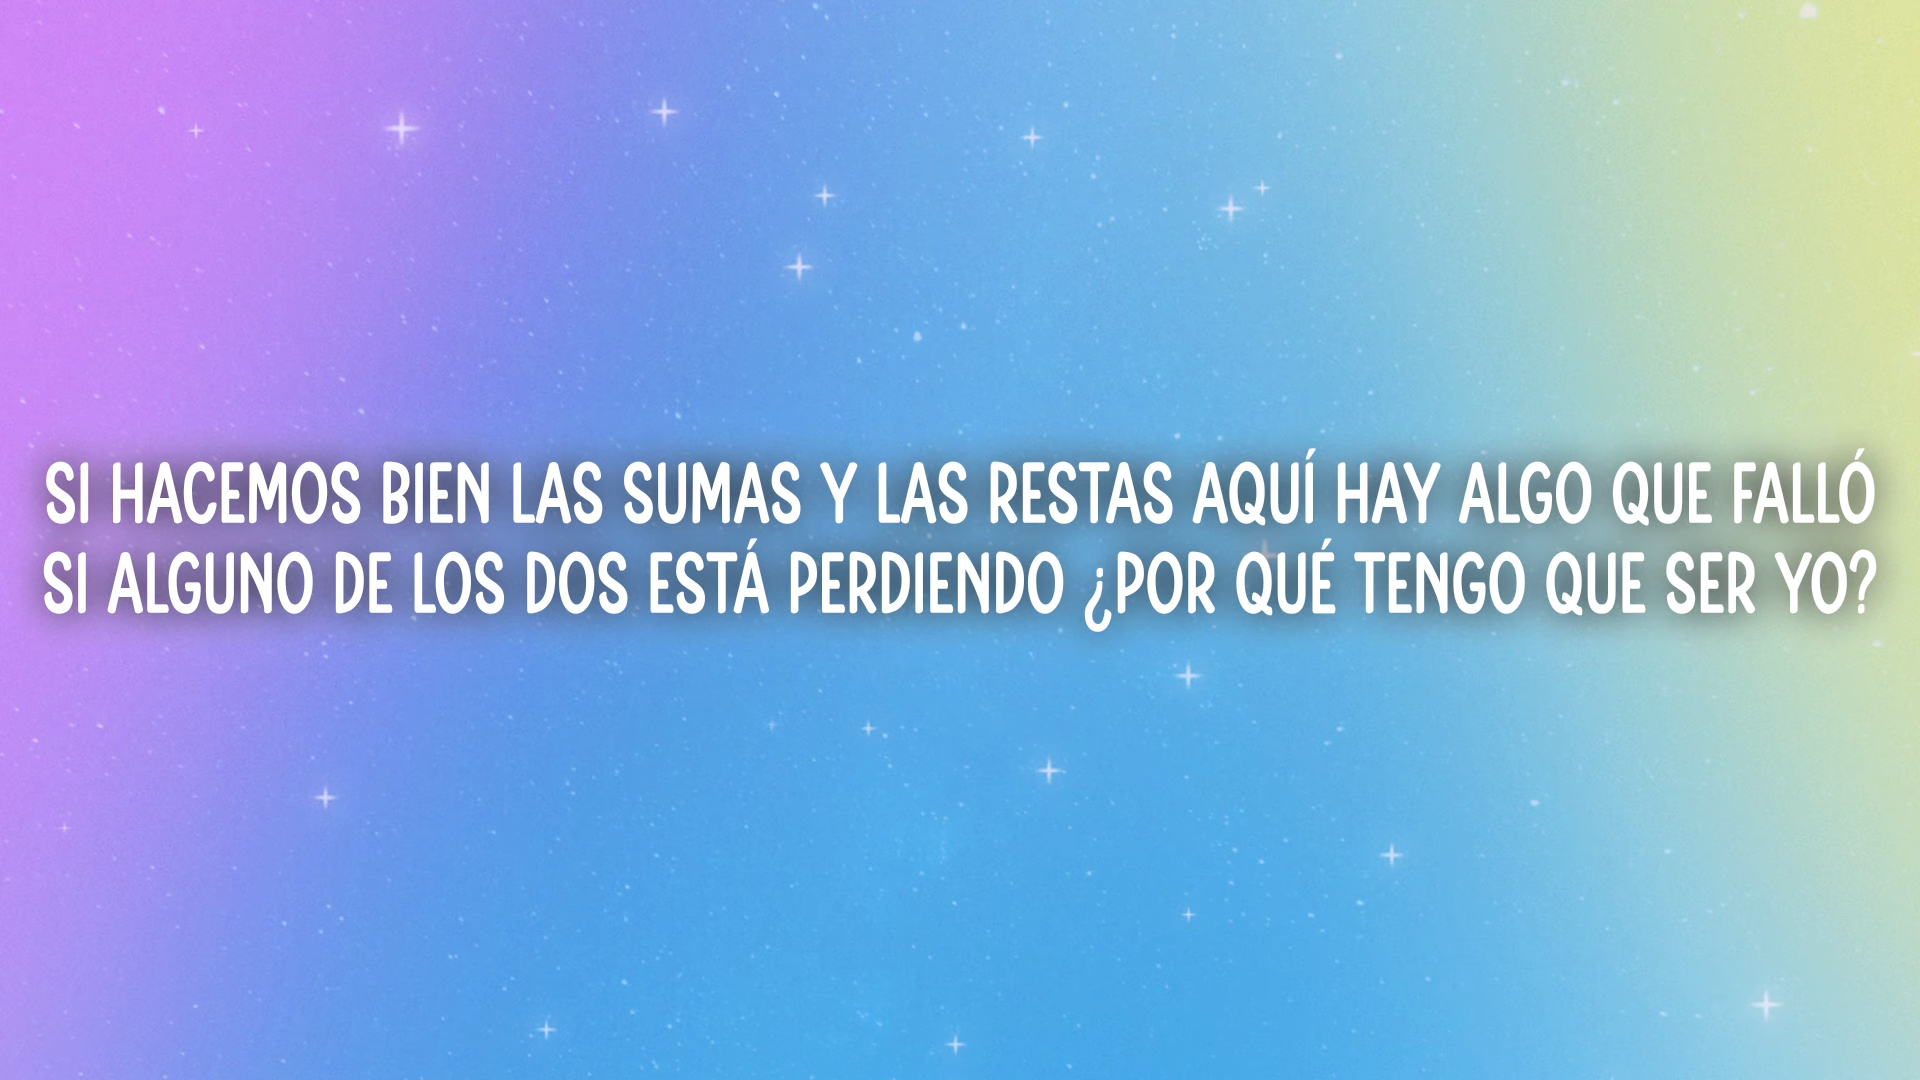 SI HACEMOS BIEN LAS SUMAS Y LAS RESTAS AQUÍ HAY ALGO QUE FALLÓ
SI ALGUNO DE LOS DOS ESTÁ PERDIENDO ¿POR QUÉ TENGO QUE SER YO?